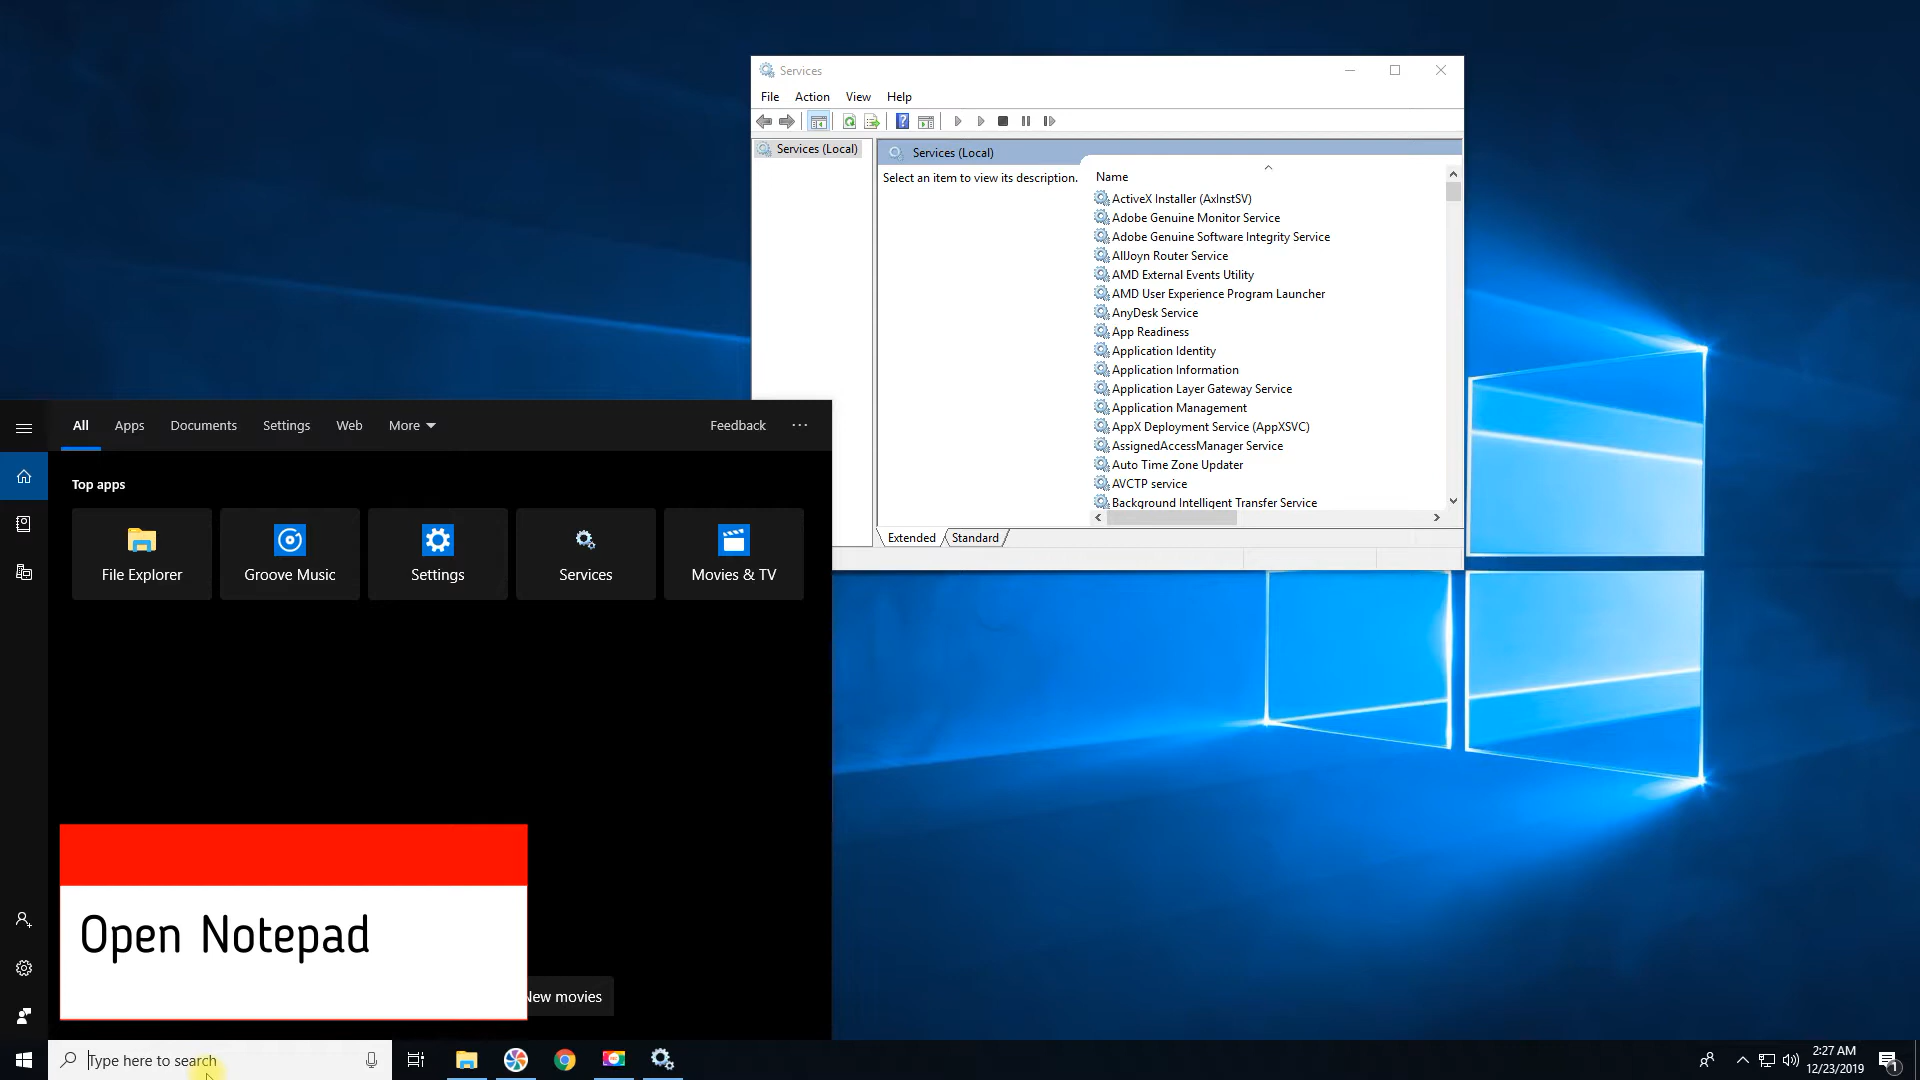 Services
File Action View Help
Services (Local)
Services (Local)
Select an item to view its description.
Name
ActiveX Installer (AxInstSV)
Adobe Genuine Monitor Service
Adobe Genuine Software Integrity Service
AllJoyn Router Service
AMD External Events Utility
AMD User Experience Program Launcher
AnyDesk Service
App Readiness
Application Identity
Application Information
Application Layer Gateway Service
Application Management
AppX Deployment Service (AppXSVC)
AssignedAccessManager Service
Auto Time Zone Updater
AVCTP service
Background Intelligent Transfer Service
Extended Standard
All Apps Documents Settings Web More Feedback ...
Top apps
File Explorer Groove Music Settings Services Movies & TV
Open Notepad
New movies
Type here to search
2:27 AM
12/23/2019
1